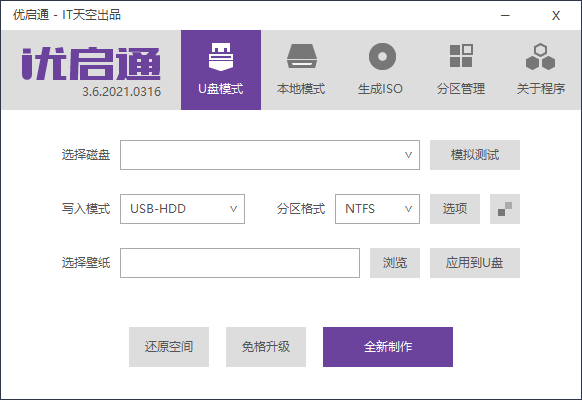 优启通 - IT天空出品
优启通
3.6.2021.0316
U盘模式
本地模式
生成ISO
分区管理
关于程序
选择磁盘
模拟测试
写入模式 USB-HDD 分区格式 NTFS 选项
选择壁纸 浏览 应用到U盘
还原空间 免格升级 全新制作